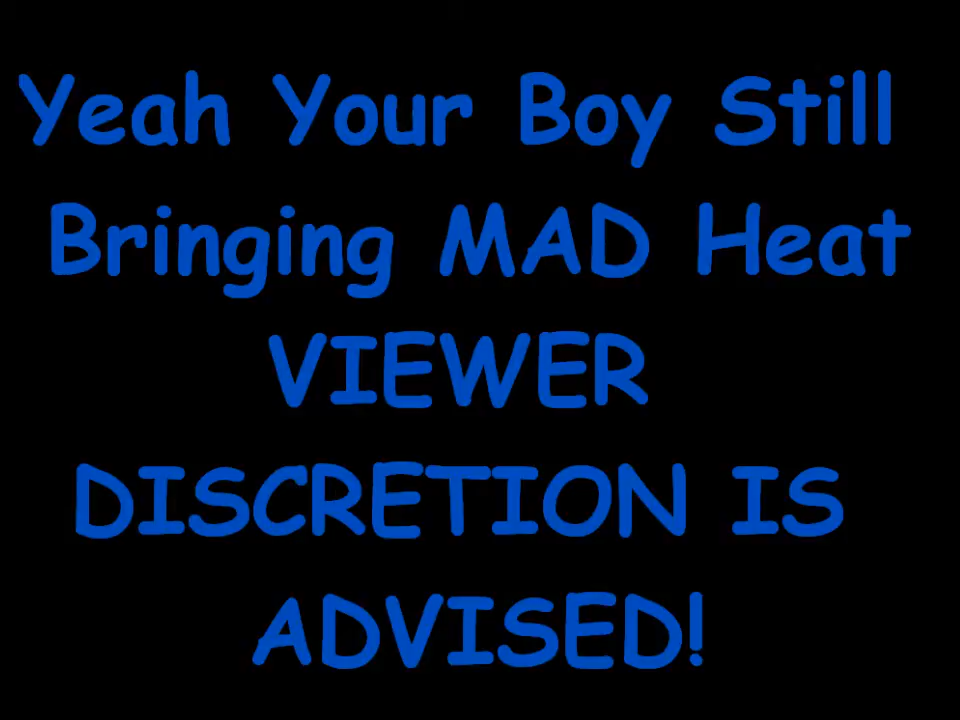 Yeah Your Boy Still
Bringing MAD Heat
VIEWER
DISCRETION IS
ADVISED!